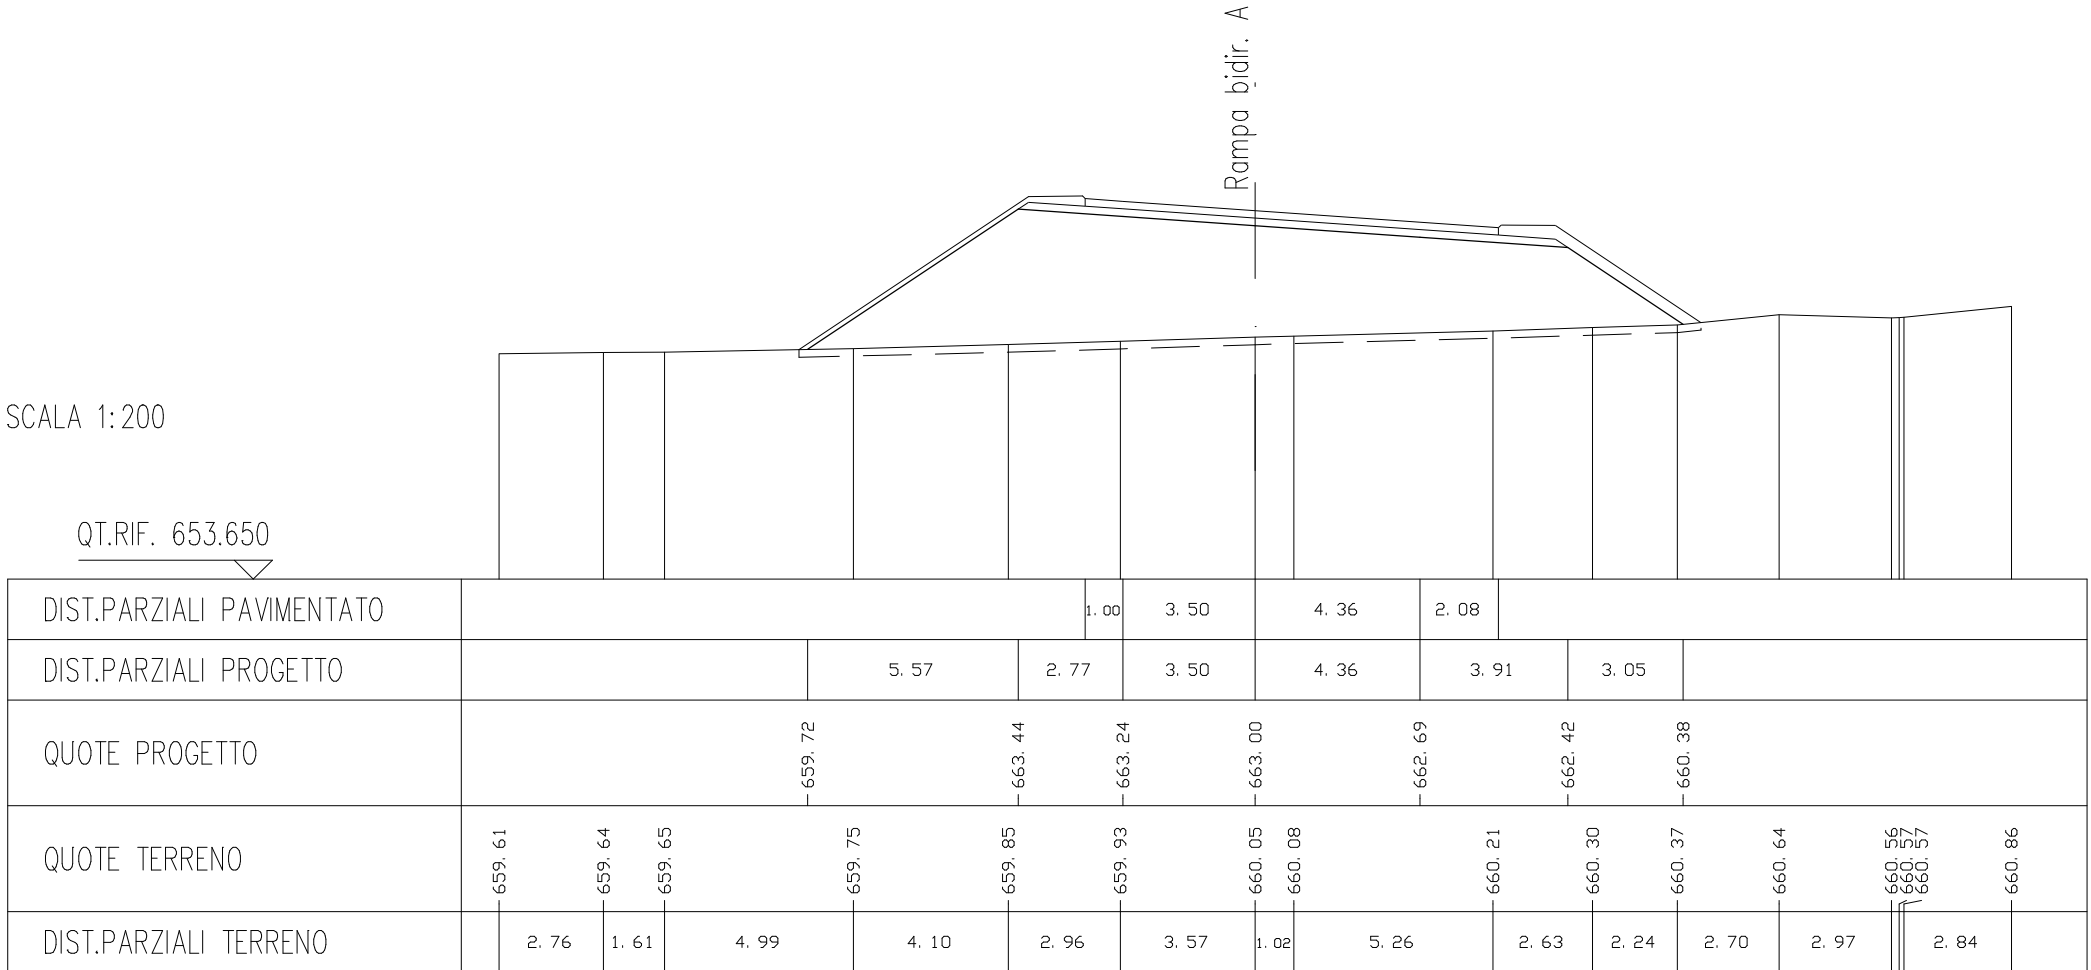 Rampa bidir. A
SCALA 1:200
QT.RIF. 653.650
DIST.PARZIALI PAVIMENTATO 1.00 3.50 4.36 2.08
DIST.PARZIALI PROGETTO 5.57 2.77 3.50 4.36 3.91 3.05
QUOTE PROGETTO 659.72 663.44 663.24 663.00 662.69 662.42 660.38
QUOTE TERRENO 659.61 659.64 659.65 659.75 659.85 659.93 660.05 660.08 660.21 660.30 660.37 660.64 660.56 660.57 660.57 660.86
DIST.PARZIALI TERRENO 2.76 1.61 4.99 4.10 2.96 3.57 1.02 5.26 2.63 2.24 2.70 2.97 2.84